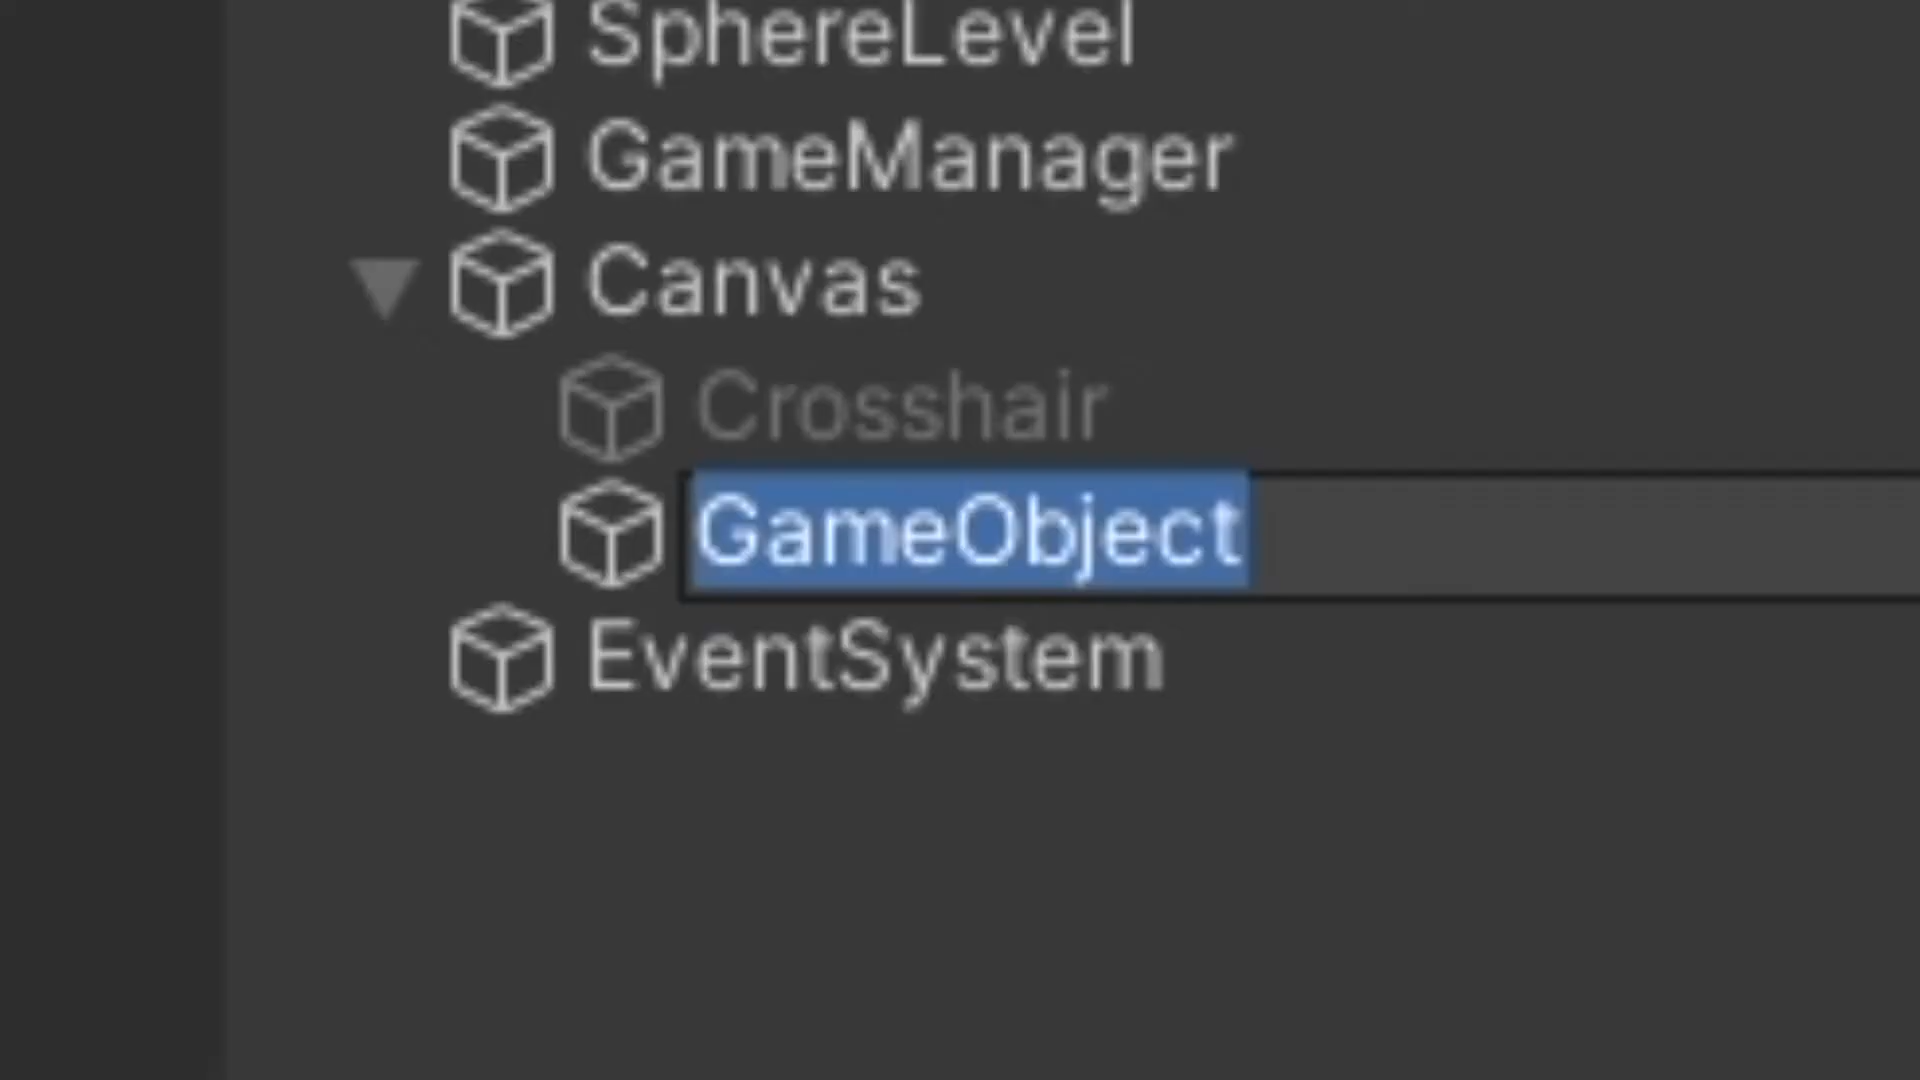 SphereLevel
GameManager
Canvas
Crosshair
GameObject
EventSystem